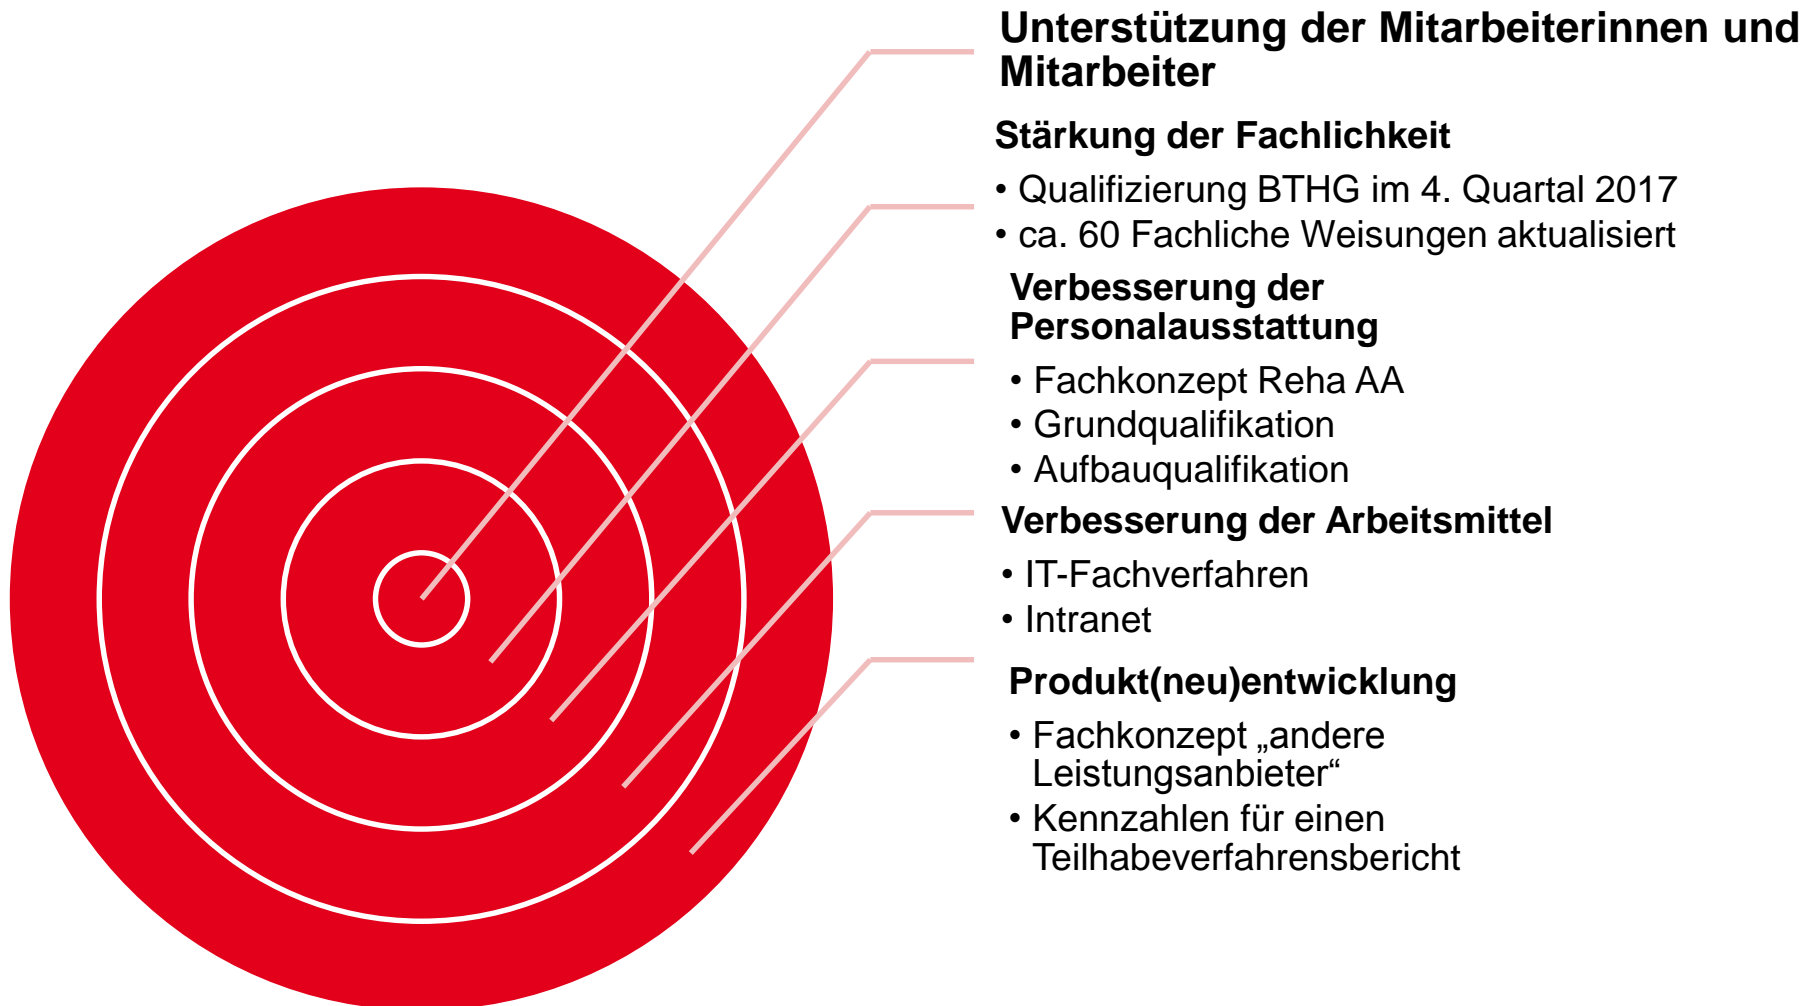 Unterstützung der Mitarbeiterinnen und
Mitarbeiter
Stärkung der Fachlichkeit
• Qualifizierung BTHG im 4. Quartal 2017
• ca. 60 Fachliche Weisungen aktualisiert
Verbesserung der
Personalausstattung
• Fachkonzept Reha AA
• Grundqualifikation
• Aufbauqualifikation
Verbesserung der Arbeitsmittel
• IT-Fachverfahren
• Intranet
Produkt(neu)entwicklung
• Fachkonzept „andere
Leistungsanbieter“
• Kennzahlen für einen
Teilhabeverfahrensbericht